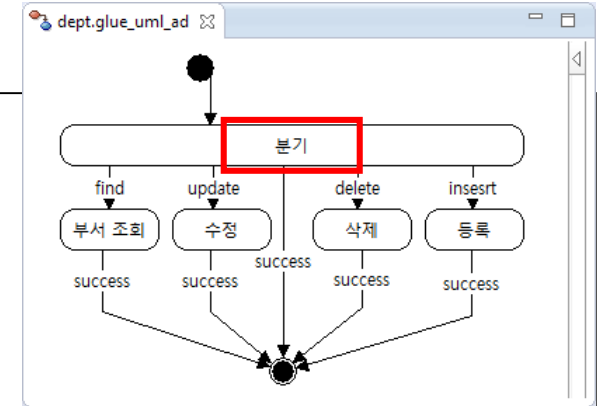 dept.glue_uml_ad
분기
find update delete insesrt
부서 조회 수정 삭제 등록
success
success success success success